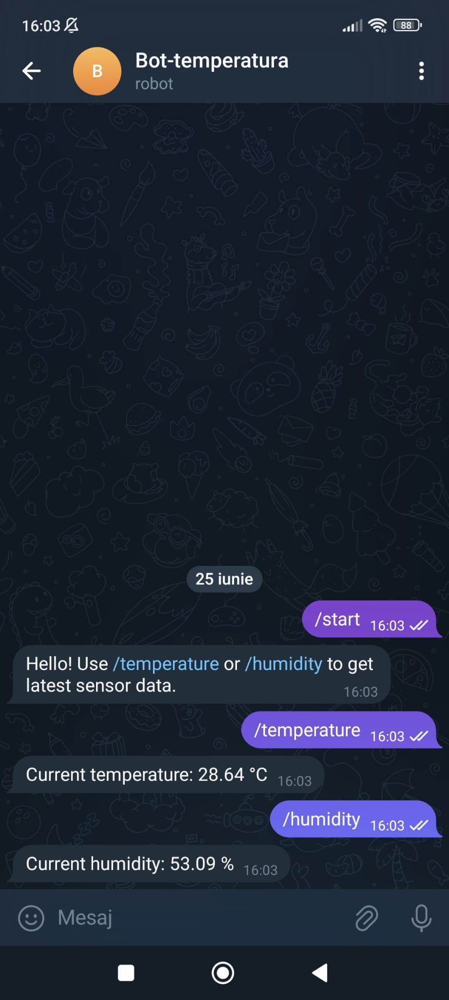 16:03
88
B
Bot-temperatura
robot
25 iunie
/start 16:03
Hello! Use /temperature or /humidity to get
latest sensor data.
16:03
/temperature 16:03
Current temperature: 28.64 °C 16:03
/humidity 16:03
Current humidity: 53.09 % 16:03
Mesaj